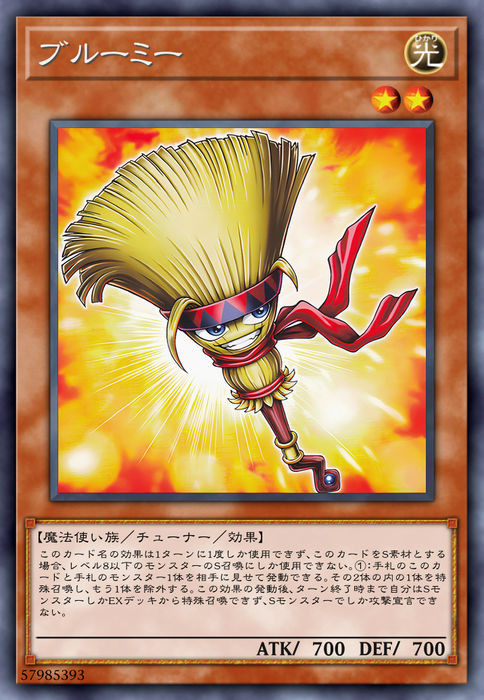 ブルーミー
ひかり
光
【魔法使い族／チューナー／効果】
このカード名の効果は1ターンに1度しか使用できず、このカードをS素材とする
場合、レベル8以下のモンスターのS召喚にしか使用できない。①：手札のこのカー
ドと手札のモンスター1体を相手に見せて発動できる。その2体の内の1体を特
殊召喚し、もう1体を除外する。この効果の発動後、ターン終了時まで自分はSモ
ンスターしかEXデッキから特殊召喚できず、Sモンスターでしか攻撃宣言でき
ない。
ATK/ 700 DEF/ 700
57985393